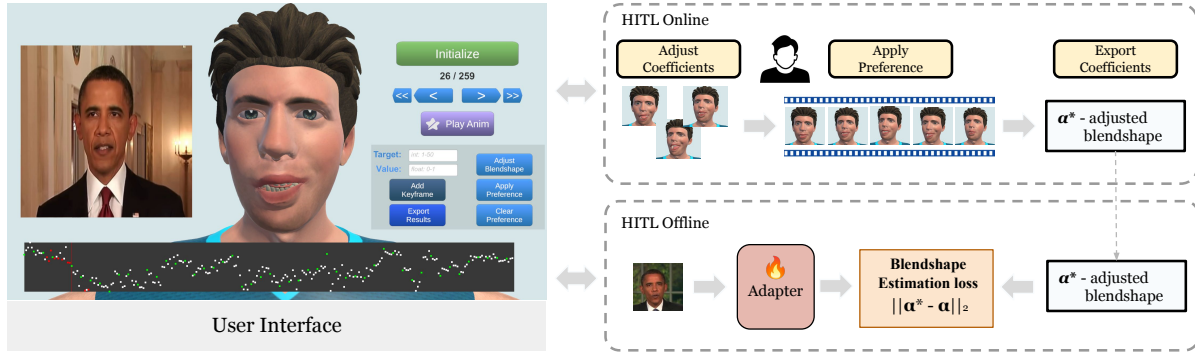 Initialize
26 / 259
<< < > >>
Play Anim
Target: int: 1-50
Value: float: 0-1
Adjust
Blendshape
Add
Keyframe
Apply
Preference
Export
Results
Clear
Preference
User Interface
HITL Online
Adjust
Coefficients
Apply
Preference
Export
Coefficients
α* - adjusted
blendshape
HITL Offline
Adapter
Blendshape
Estimation loss
||α* - α||₂
α* - adjusted
blendshape